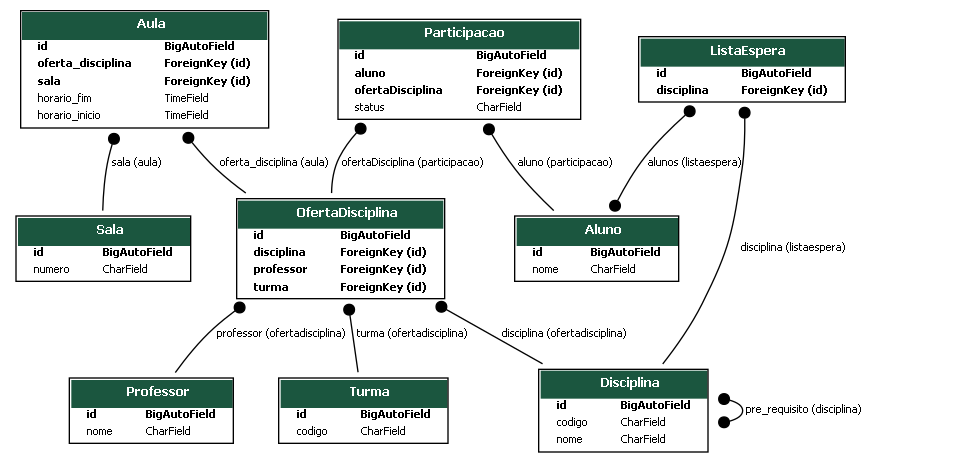 Aula
id BigAutoField
oferta_disciplina ForeignKey (id)
sala ForeignKey (id)
horario_fim TimeField
horario_inicio TimeField
Participacao
id BigAutoField
aluno ForeignKey (id)
ofertaDisciplina ForeignKey (id)
status CharField
ListaEspera
id BigAutoField
disciplina ForeignKey (id)
sala (aula)
oferta_disciplina (aula)
ofertaDisciplina (participacao)
aluno (participacao)
alunos (listaespera)
disciplina (listaespera)
Sala
id BigAutoField
numero CharField
OfertaDisciplina
id BigAutoField
disciplina ForeignKey (id)
professor ForeignKey (id)
turma ForeignKey (id)
Aluno
id BigAutoField
nome CharField
professor (ofertadisciplina)
turma (ofertadisciplina)
disciplina (ofertadisciplina)
Professor
id BigAutoField
nome CharField
Turma
id BigAutoField
codigo CharField
Disciplina
id BigAutoField
codigo CharField
nome CharField
pre_requisito (disciplina)